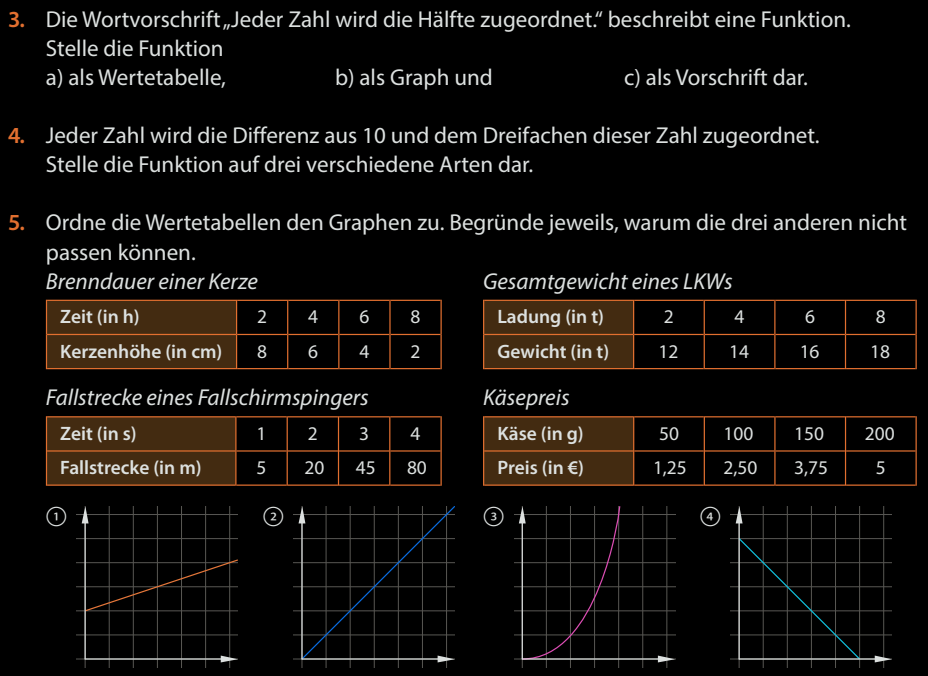 3. Die Wortvorschrift „Jeder Zahl wird die Hälfte zugeordnet.“ beschreibt eine Funktion.
Stelle die Funktion
a) als Wertetabelle, b) als Graph und c) als Vorschrift dar.
4. Jeder Zahl wird die Differenz aus 10 und dem Dreifachen dieser Zahl zugeordnet.
Stelle die Funktion auf drei verschiedene Arten dar.
5. Ordne die Wertetabellen den Graphen zu. Begründe jeweils, warum die drei anderen nicht
passen können.
Brenndauer einer Kerze
Zeit (in h) 2 4 6 8
Kerzenhöhe (in cm) 8 6 4 2
Gesamtgewicht eines LKWs
Ladung (in t) 2 4 6 8
Gewicht (in t) 12 14 16 18
Fallstrecke eines Fallschirmspingers
Zeit (in s) 1 2 3 4
Fallstrecke (in m) 5 20 45 80
Käsepreis
Käse (in g) 50 100 150 200
Preis (in €) 1,25 2,50 3,75 5
1 2 3 4